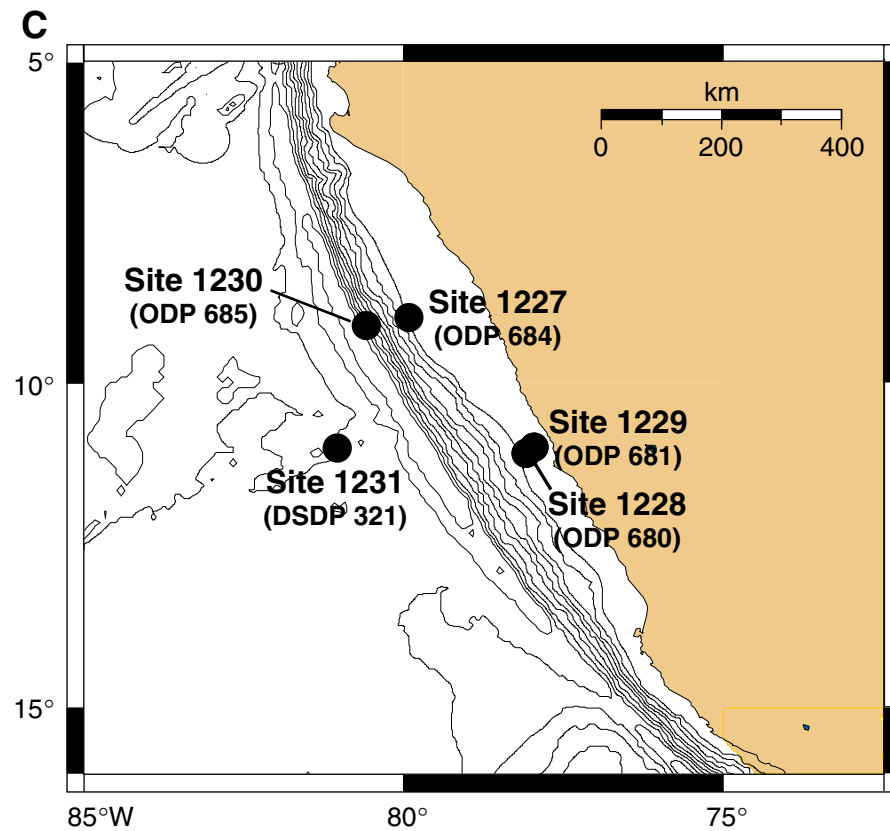 C
5°
km
0 200 400
Site 1230
(ODP 685)
Site 1227
(ODP 684)
10°
Site 1229
(ODP 681)
Site 1231
(DSDP 321)
Site 1228
(ODP 680)
15°
85°W 80° 75°